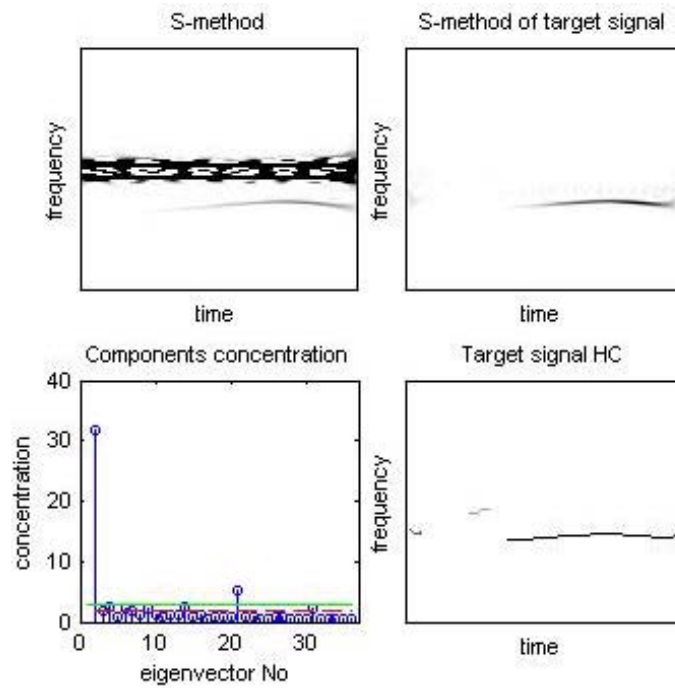 S-method
frequency
time
S-method of target signal
frequency
time
Components concentration
concentration
40
30
20
10
0
0
10
20
30
eigenvector No
Target signal HC
frequency
time